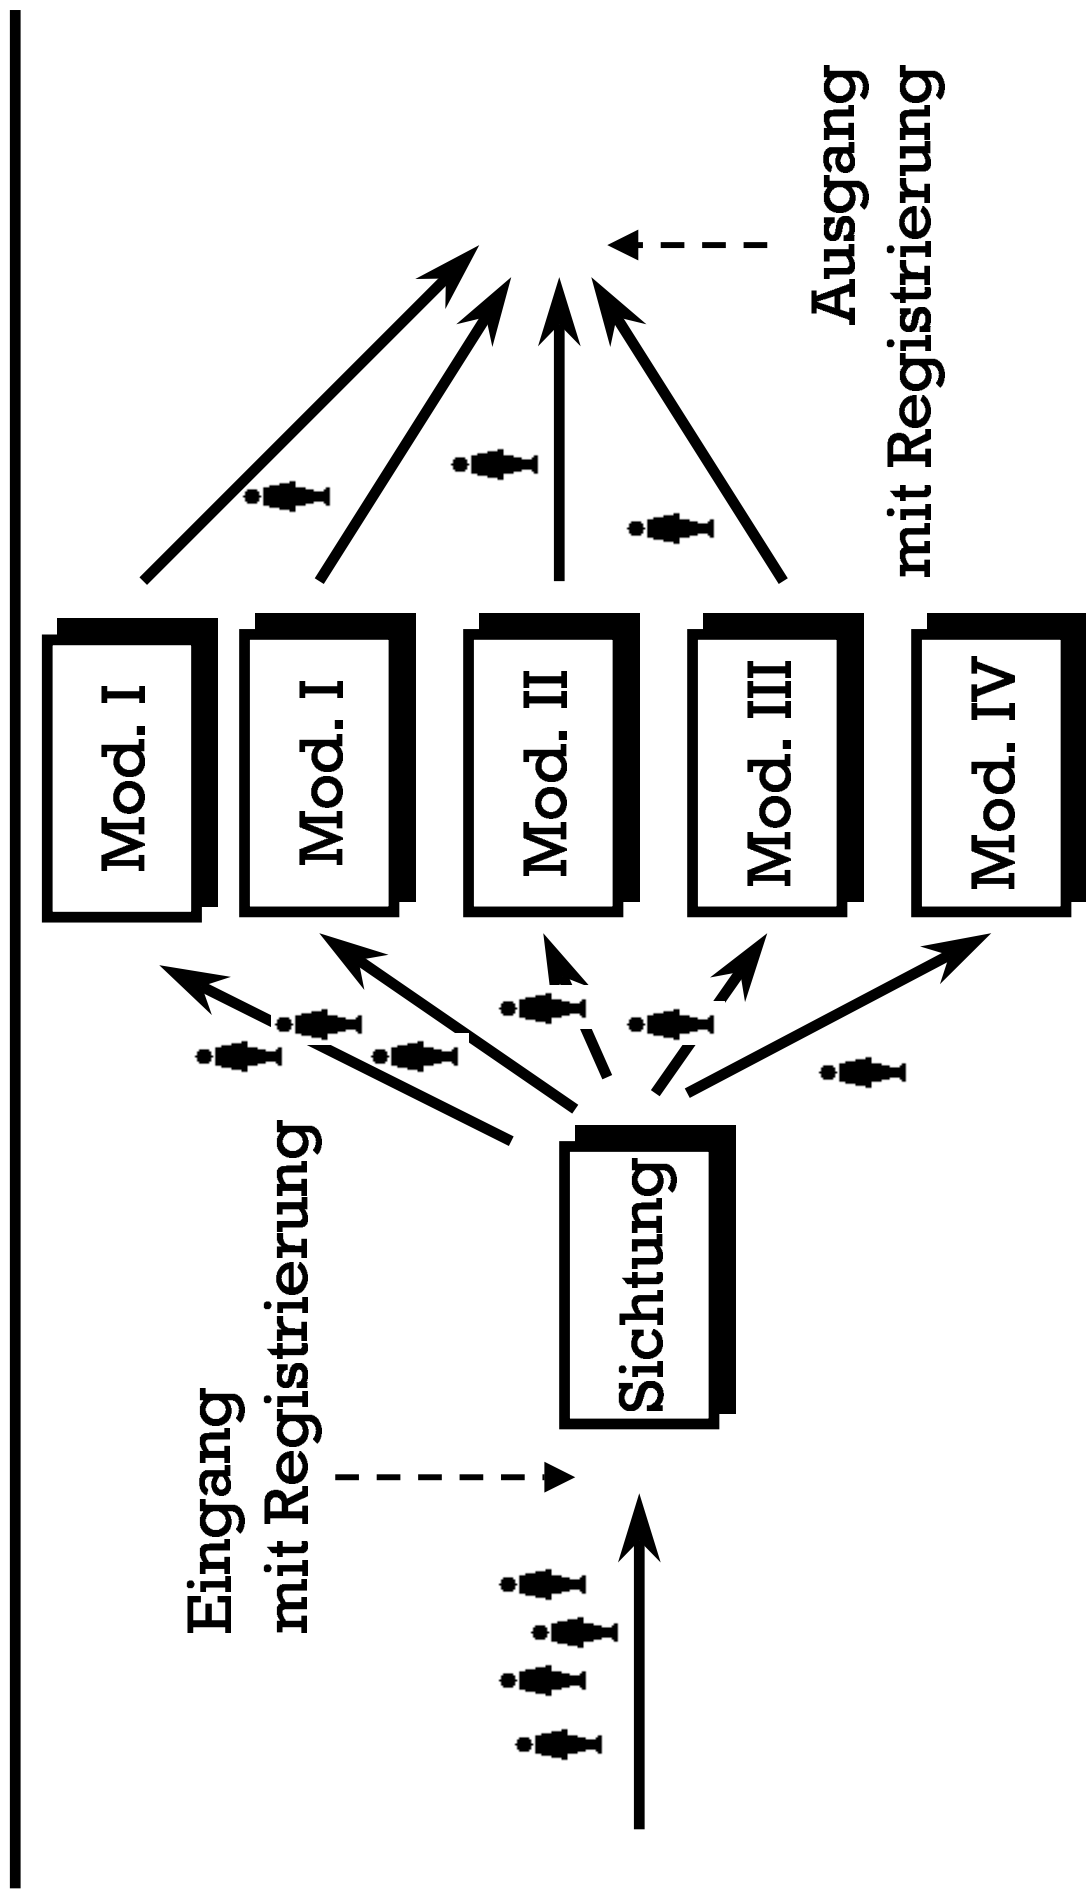 Eingang
mit Registrierung
Sichtung
Mod. I
Mod. I
Mod. II
Mod. III
Mod. IV
Ausgang
mit Registrierung